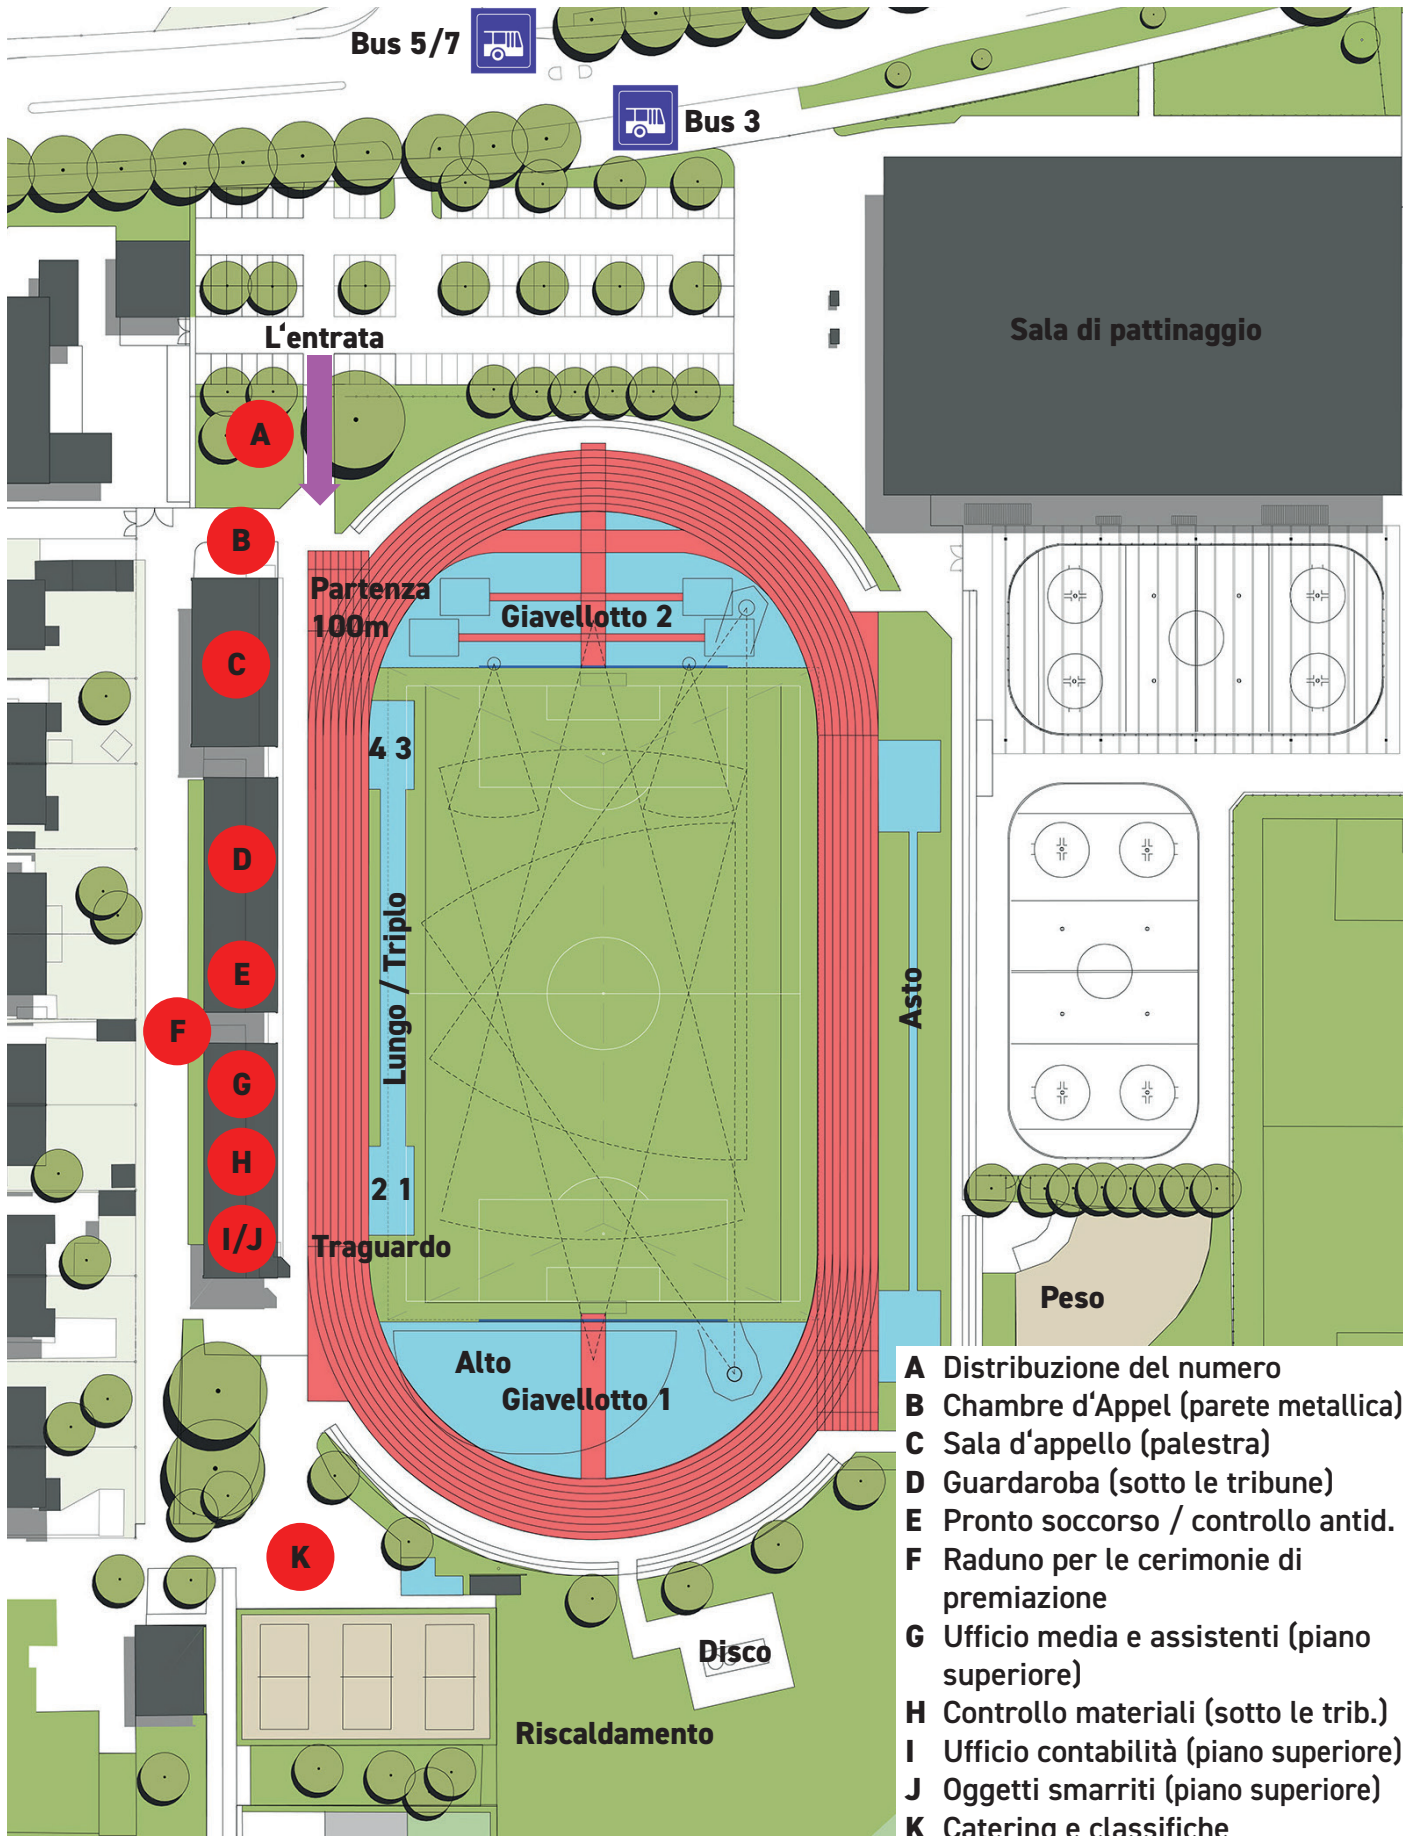 Bus 5/7
Bus 3
L‘entrata
Sala di pattinaggio
A
B
Partenza
100m
Giavellotto 2
C
4 3
D
Lungo / Triplo
E
Asto
F
G
H
2 1
I/J
Traguardo
Peso
Alto
Giavellotto 1
K
Disco
Riscaldamento
A Distribuzione del numero
B Chambre d‘Appel (parete metallica)
C Sala d‘appello (palestra)
D Guardaroba (sotto le tribune)
E Pronto soccorso / controllo antid.
F Raduno per le cerimonie di
premiazione
G Ufficio media e assistenti (piano
superiore)
H Controllo materiali (sotto le trib.)
I Ufficio contabilità (piano superiore)
J Oggetti smarriti (piano superiore)
K Catering e classifiche